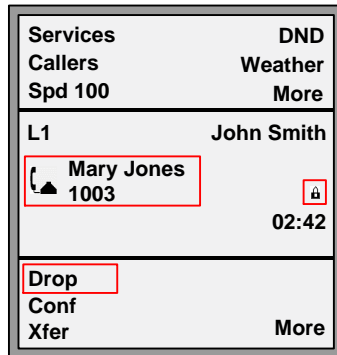 Services DND
Callers Weather
Spd 100 More
L1 John Smith
Mary Jones
1003
02:42
Drop
Conf
Xfer More